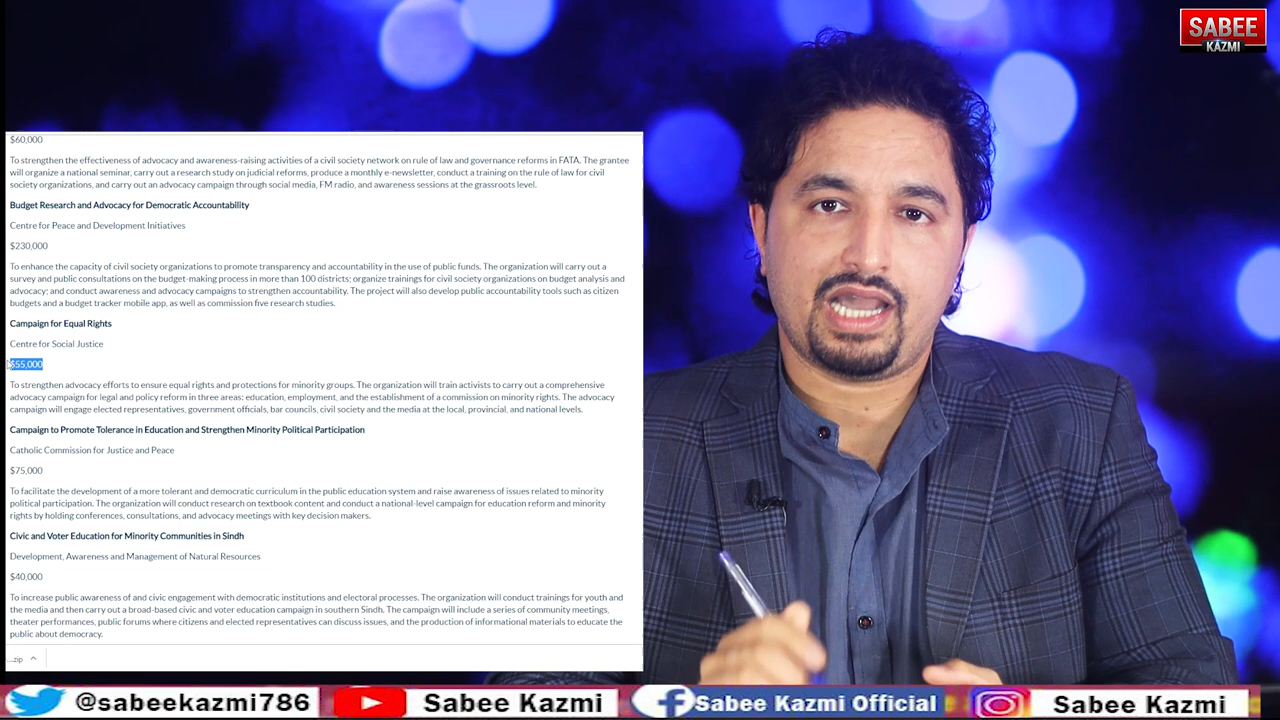 SABEE
KAZMI
$60,000
To strengthen the effectiveness of advocacy and awareness-raising activities of a civil society network on rule of law and governance reforms in FATA. The grantee
will organize a national seminar, carry out a research study on judicial reforms, produce a monthly e-newsletter, conduct a training on the rule of law for civil
society organizations, and carry out an advocacy campaign through social media, FM radio, and awareness sessions at the grassroots level.
Budget Research and Advocacy for Democratic Accountability
Centre for Peace and Development Initiatives
$230,000
To enhance the capacity of civil society organizations to promote transparency and accountability in the use of public funds. The organization will carry out a
survey and public consultations on the budget-making process in more than 100 districts; organize trainings for civil society organizations on budget analysis and
advocacy; and conduct awareness and advocacy campaigns to strengthen accountability. The project will also develop public accountability tools such as citizen
budgets and a budget tracker mobile app, as well as commission five research studies.
Campaign for Equal Rights
Centre for Social Justice
$55,000
To strengthen advocacy efforts to ensure equal rights and protections for minority groups. The organization will train activists to carry out a comprehensive
advocacy campaign for legal and policy reform in three areas: education, employment, and the establishment of a commission on minority rights. The advocacy
campaign will engage elected representatives, government officials, bar councils, civil society and the media at the local, provincial, and national levels.
Campaign to Promote Tolerance in Education and Strengthen Minority Political Participation
Catholic Commission for Justice and Peace
$75,000
To facilitate the development of a more tolerant and democratic curriculum in the public education system and raise awareness of issues related to minority
political participation. The organization will conduct research on textbook content and conduct a national-level campaign for education reform and minority
rights by holding conferences, consultations, and advocacy meetings with key decision makers.
Civic and Voter Education for Minority Communities in Sindh
Development, Awareness and Management of Natural Resources
$40,000
To increase public awareness of and civic engagement with democratic institutions and electoral processes. The organization will conduct trainings for youth and
the media and then carry out a broad-based civic and voter education campaign in southern Sindh. The campaign will include a series of community meetings,
theater performances, public forums where citizens and elected representatives can discuss issues, and the production of informational materials to educate the
public about democracy.
....zip
@sabeekazmi786 Sabee Kazmi Sabee Kazmi Official Sabee Kazmi